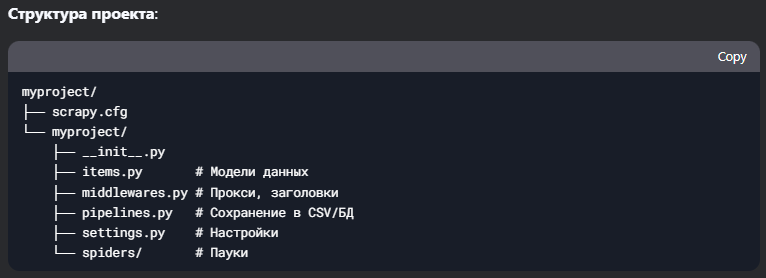 Структура проекта:
Copy
myproject/
├── scrapy.cfg
└── myproject/
    ├── __init__.py
    ├── items.py       # Модели данных
    ├── middlewares.py # Прокси, заголовки
    ├── pipelines.py   # Сохранение в CSV/БД
    ├── settings.py    # Настройки
    └── spiders/       # Пауки